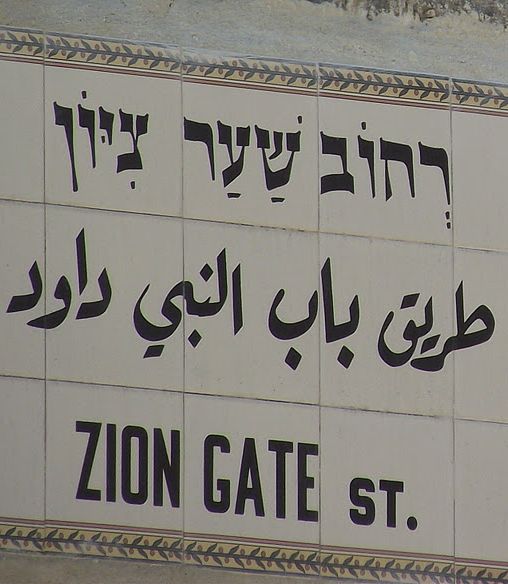 רְחוֹב שַׁעַר צִיּוֹן
طريق باب النبي داود
ZION GATE ST.